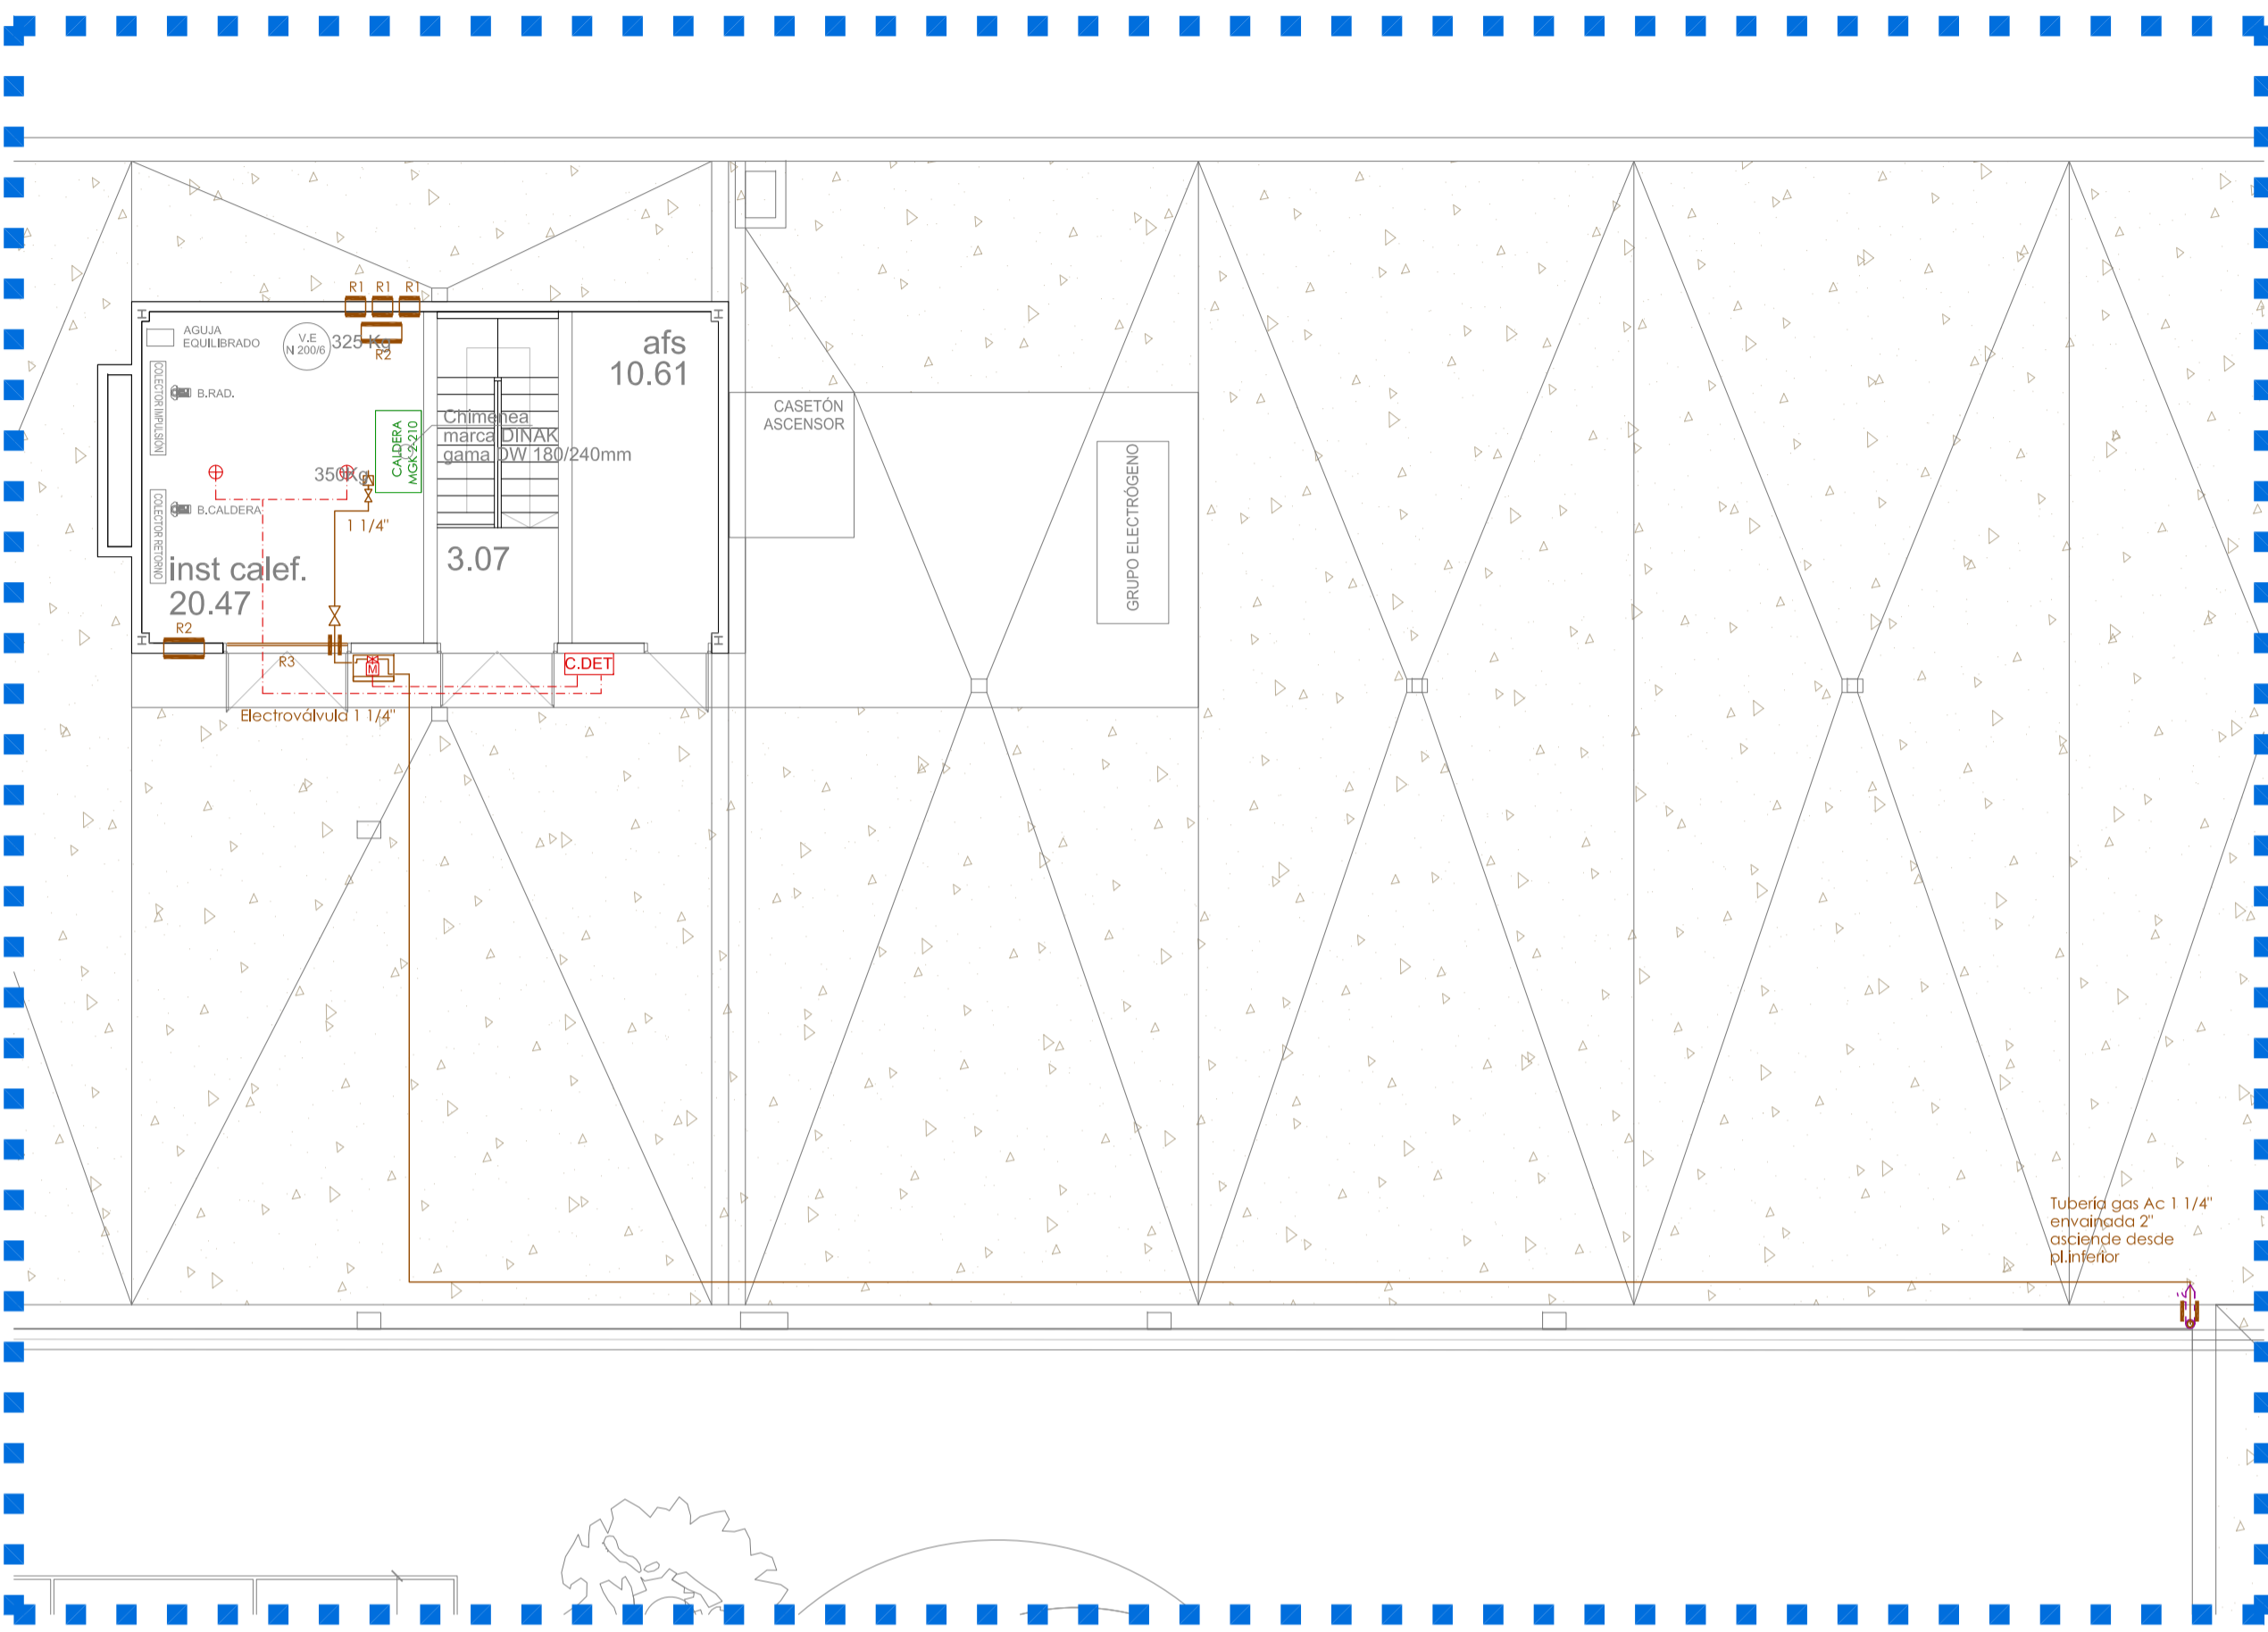 R1
R1
R1
AGUJA
EQUILIBRADO
V.E
N 200/6
325 Kg
R2
afs
10.61
COLECTOR IMPULSIÓN
B.RAD.
CALDERA
MGK-2-210
Chimenea
marca DINAK
gama DW 180/240mm
CASETÓN
ASCENSOR
GRUPO ELECTRÓGENO
350Kg
COLECTOR RETORNO
B.CALDERA
1 1/4"
inst calef.
20.47
3.07
R2
R3
M
C.DET
Electroválvula 1 1/4"
Tubería gas Ac 1 1/4"
envainada 2"
asciende desde
pl.inferior